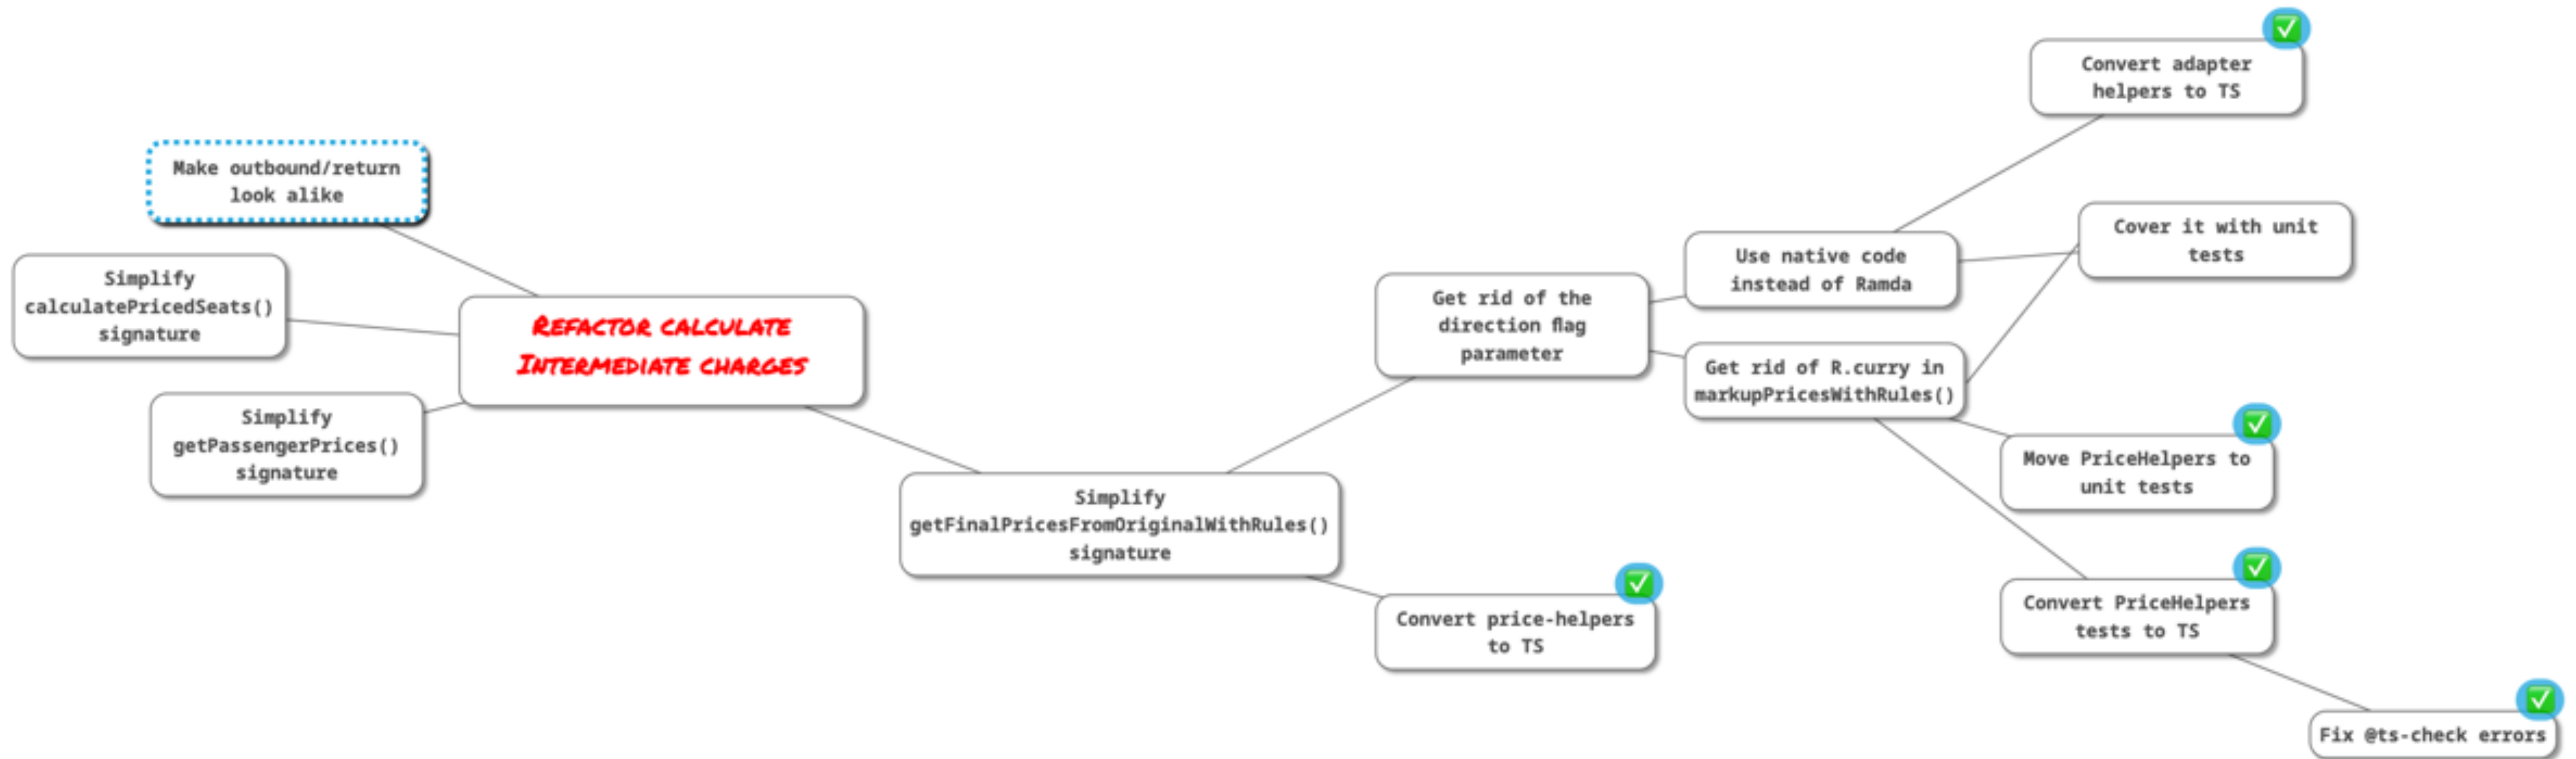 Convert adapter
helpers to TS
Make outbound/return
look alike
Cover it with unit
tests
Use native code
instead of Ramda
Simplify
calculatePricedSeats()
signature
Get rid of the
direction flag
parameter
REFACTOR CALCULATE
INTERMEDIATE CHARGES
Get rid of R.curry in
markupPricesWithRules()
Simplify
getPassengerPrices()
signature
Move PriceHelpers to
unit tests
Simplify
getFinalPricesFromOriginalWithRules()
signature
Convert PriceHelpers
tests to TS
Convert price-helpers
to TS
Fix @ts-check errors